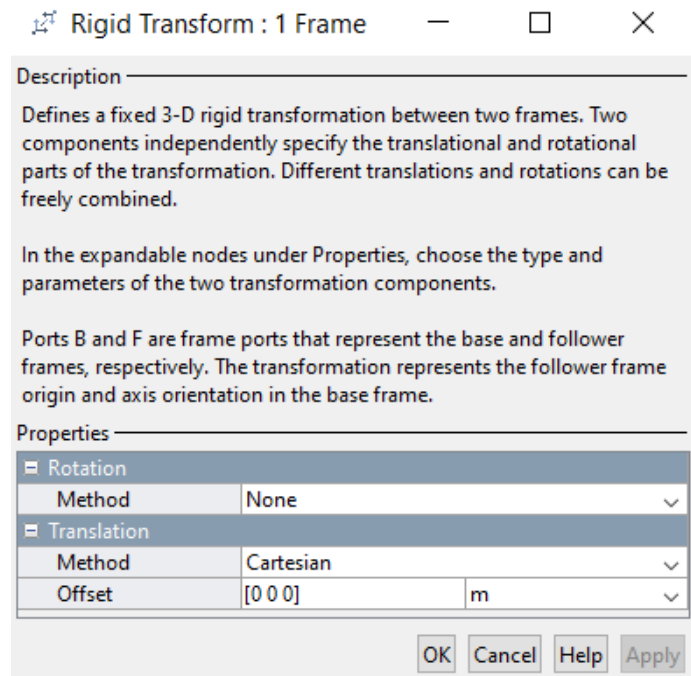 Rigid Transform : 1 Frame
Description
Defines a fixed 3-D rigid transformation between two frames. Two
components independently specify the translational and rotational
parts of the transformation. Different translations and rotations can be
freely combined.
In the expandable nodes under Properties, choose the type and
parameters of the two transformation components.
Ports B and F are frame ports that represent the base and follower
frames, respectively. The transformation represents the follower frame
origin and axis orientation in the base frame.
Properties
Rotation
Method None
Translation
Method Cartesian
Offset [0 0 0] m
OK Cancel Help Apply